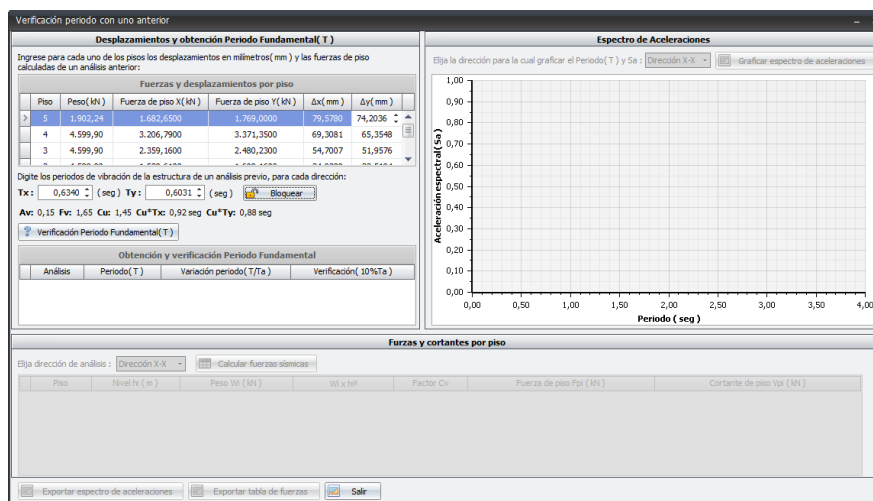 Verificación periodo con uno anterior
Desplazamientos y obtención Periodo Fundamental( T )
Ingrese para cada uno de los pisos los desplazamientos en milímetros( mm ) y las fuerzas de piso
calculadas de un análisis anterior:
Fuerzas y desplazamientos por piso
Piso Peso( kN ) Fuerza de piso X( kN ) Fuerza de piso Y( kN ) Δx( mm ) Δy( mm )
5 1.902,24 1.682,6500 1.769,0000 79,5780 74,2036
4 4.599,90 3.206,7900 3.371,3500 69,3081 65,3548
3 4.599,90 2.359,1600 2.480,2300 54,7007 51,9576
Digite los periodos de vibración de la estructura de un análisis previo, para cada dirección:
Tx : 0,6340 ( seg ) Ty : 0,6031 ( seg ) Bloquear
Av: 0,15 Fv: 1,65 Cu: 1,45 Cu*Tx: 0,92 seg Cu*Ty: 0,88 seg
Verificación Periodo Fundamental( T )
Obtención y verificación Periodo Fundamental
Análisis Periodo( T ) Variación periodo( T/Ta ) Verificación( 10%Ta )
Espectro de Aceleraciones
Elija la dirección para la cual graficar el Periodo( T ) y Sa : Dirección X-X Graficar espectro de aceleraciones
1,00
0,90
0,80
0,70
0,60
0,50
0,40
0,30
0,20
0,10
0,00
Aceleración espectral( Sa )
0,00 0,50 1,00 1,50 2,00 2,50 3,00 3,50 4,00
Periodo ( seg )
Furzas y cortantes por piso
Elija dirección de análisis : Dirección X-X Calcular fuerzas sísmicas
Piso Nivel hi ( m ) Peso Wi ( kN ) Wi x hi^k Factor Cv Fuerza de piso Fpi ( kN ) Cortante de piso Vpi ( kN )
Exportar espectro de aceleraciones Exportar tabla de fuerzas Salir